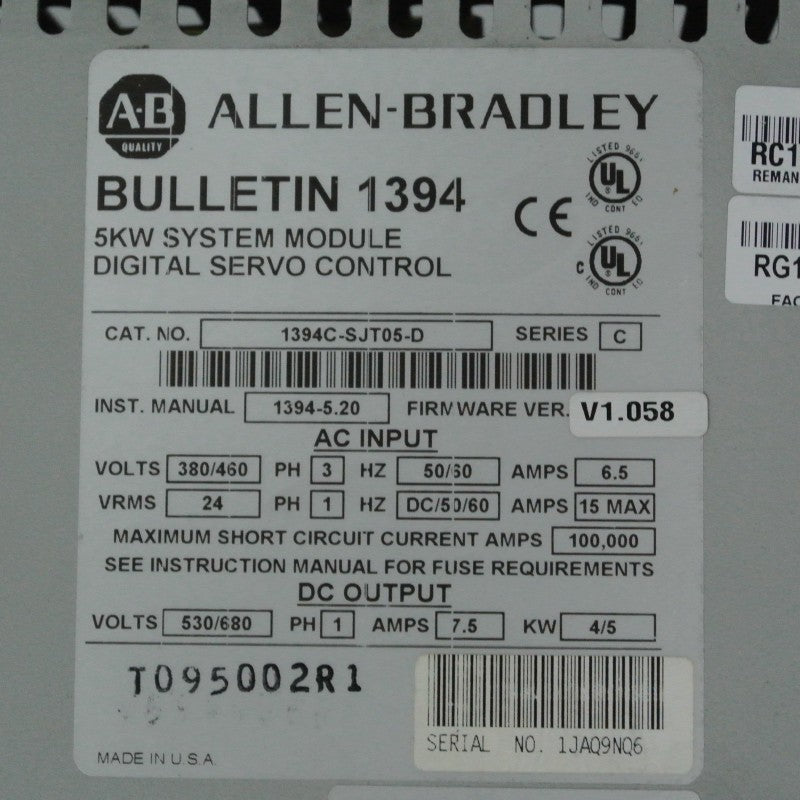 A-B ALLEN-BRADLEY
QUALITY
BULLETIN 1394
5KW SYSTEM MODULE
DIGITAL SERVO CONTROL
CE
LISTED 966
UL
IND CONT EQ
LISTED 966
C UL
IND CONT EQ
CAT. NO. 1394C-SJT05-D SERIES C
INST. MANUAL 1394-5.20 FIRMWARE VER. V1.058
AC INPUT
VOLTS 380/460 PH 3 HZ 50/60 AMPS 6.5
VRMS 24 PH 1 HZ DC/50/60 AMPS 15 MAX
MAXIMUM SHORT CIRCUIT CURRENT AMPS 100,000
SEE INSTRUCTION MANUAL FOR FUSE REQUIREMENTS
DC OUTPUT
VOLTS 530/680 PH 1 AMPS 7.5 KW 4/5
T095002R1
SERIAL NO. 1JAQ9NQ6
MADE IN U.S.A.
RC1
REMAN
RG1
FAC